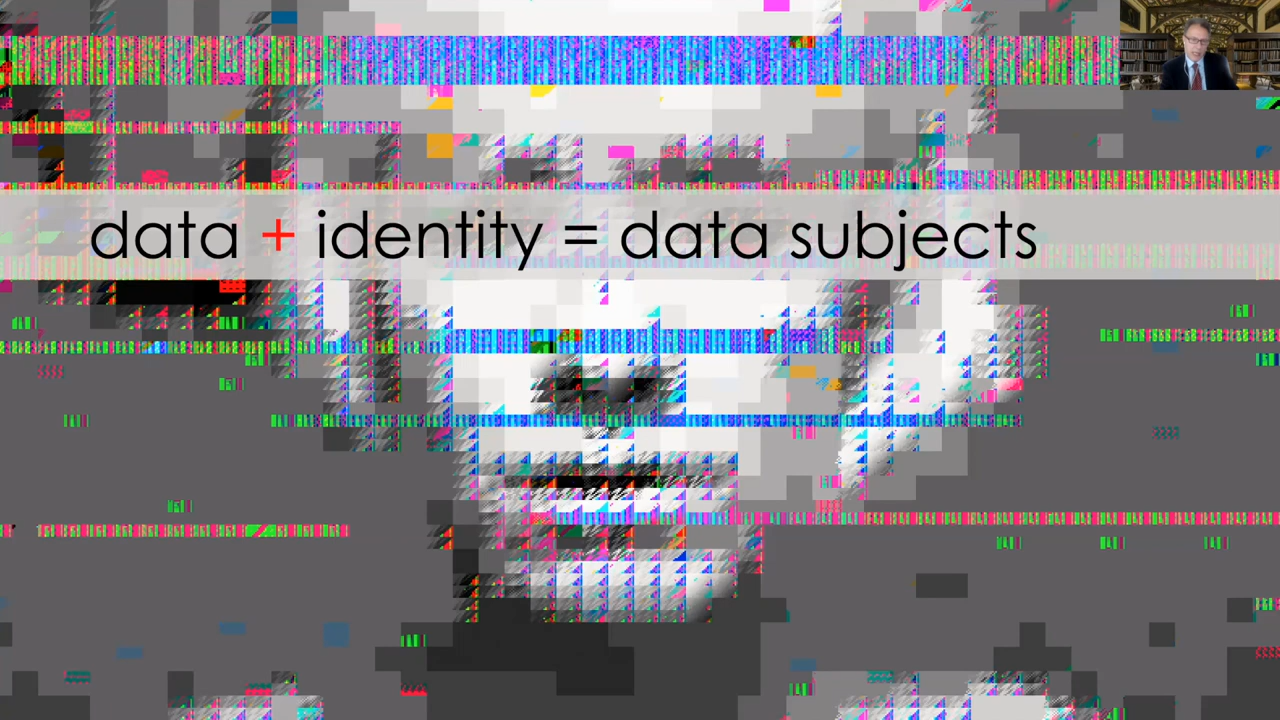 data + identity = data subjects